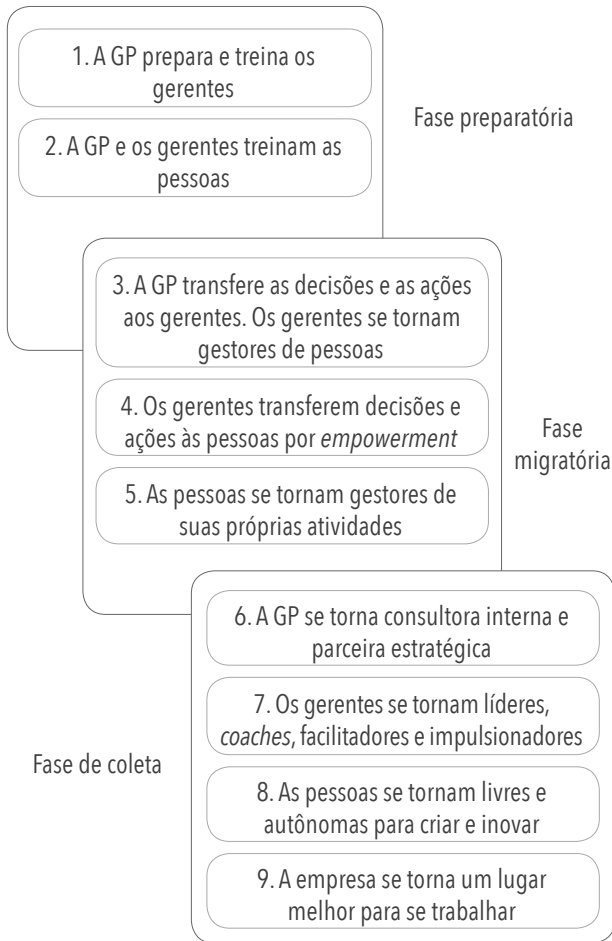 1. A GP prepara e treina os
gerentes
Fase preparatória
2. A GP e os gerentes treinam as
pessoas
3. A GP transfere as decisões e as ações
aos gerentes. Os gerentes se tornam
gestores de pessoas
4. Os gerentes transferem decisões e
ações às pessoas por empowerment
Fase
migratória
5. As pessoas se tornam gestores de
suas próprias atividades
6. A GP se torna consultora interna e
parceira estratégica
7. Os gerentes se tornam líderes,
coaches, facilitadores e impulsionadores
Fase de coleta
8. As pessoas se tornam livres e
autônomas para criar e inovar
9. A empresa se torna um lugar
melhor para se trabalhar